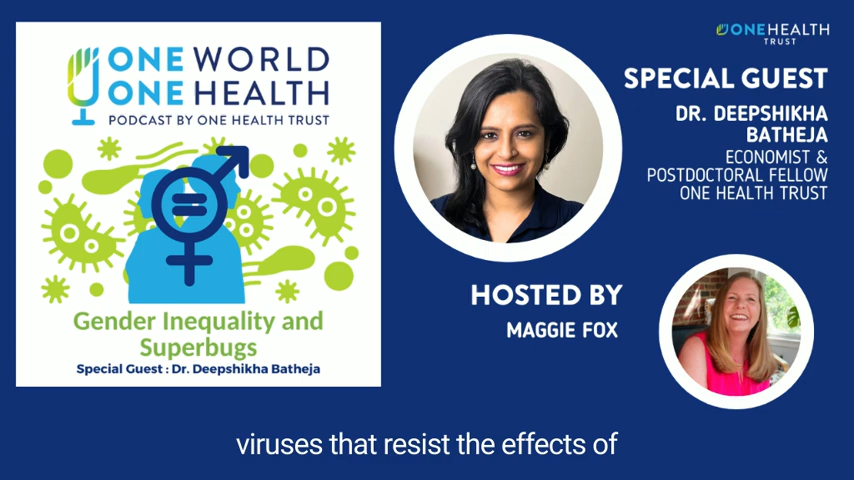 ONE WORLD
ONE HEALTH
PODCAST BY ONE HEALTH TRUST
Gender Inequality and
Superbugs
Special Guest : Dr. Deepshikha Batheja
ONEHEALTH
TRUST
SPECIAL GUEST
DR. DEEPSHIKHA
BATHEJA
ECONOMIST &
POSTDOCTORAL FELLOW
ONE HEALTH TRUST
HOSTED BY
MAGGIE FOX
viruses that resist the effects of